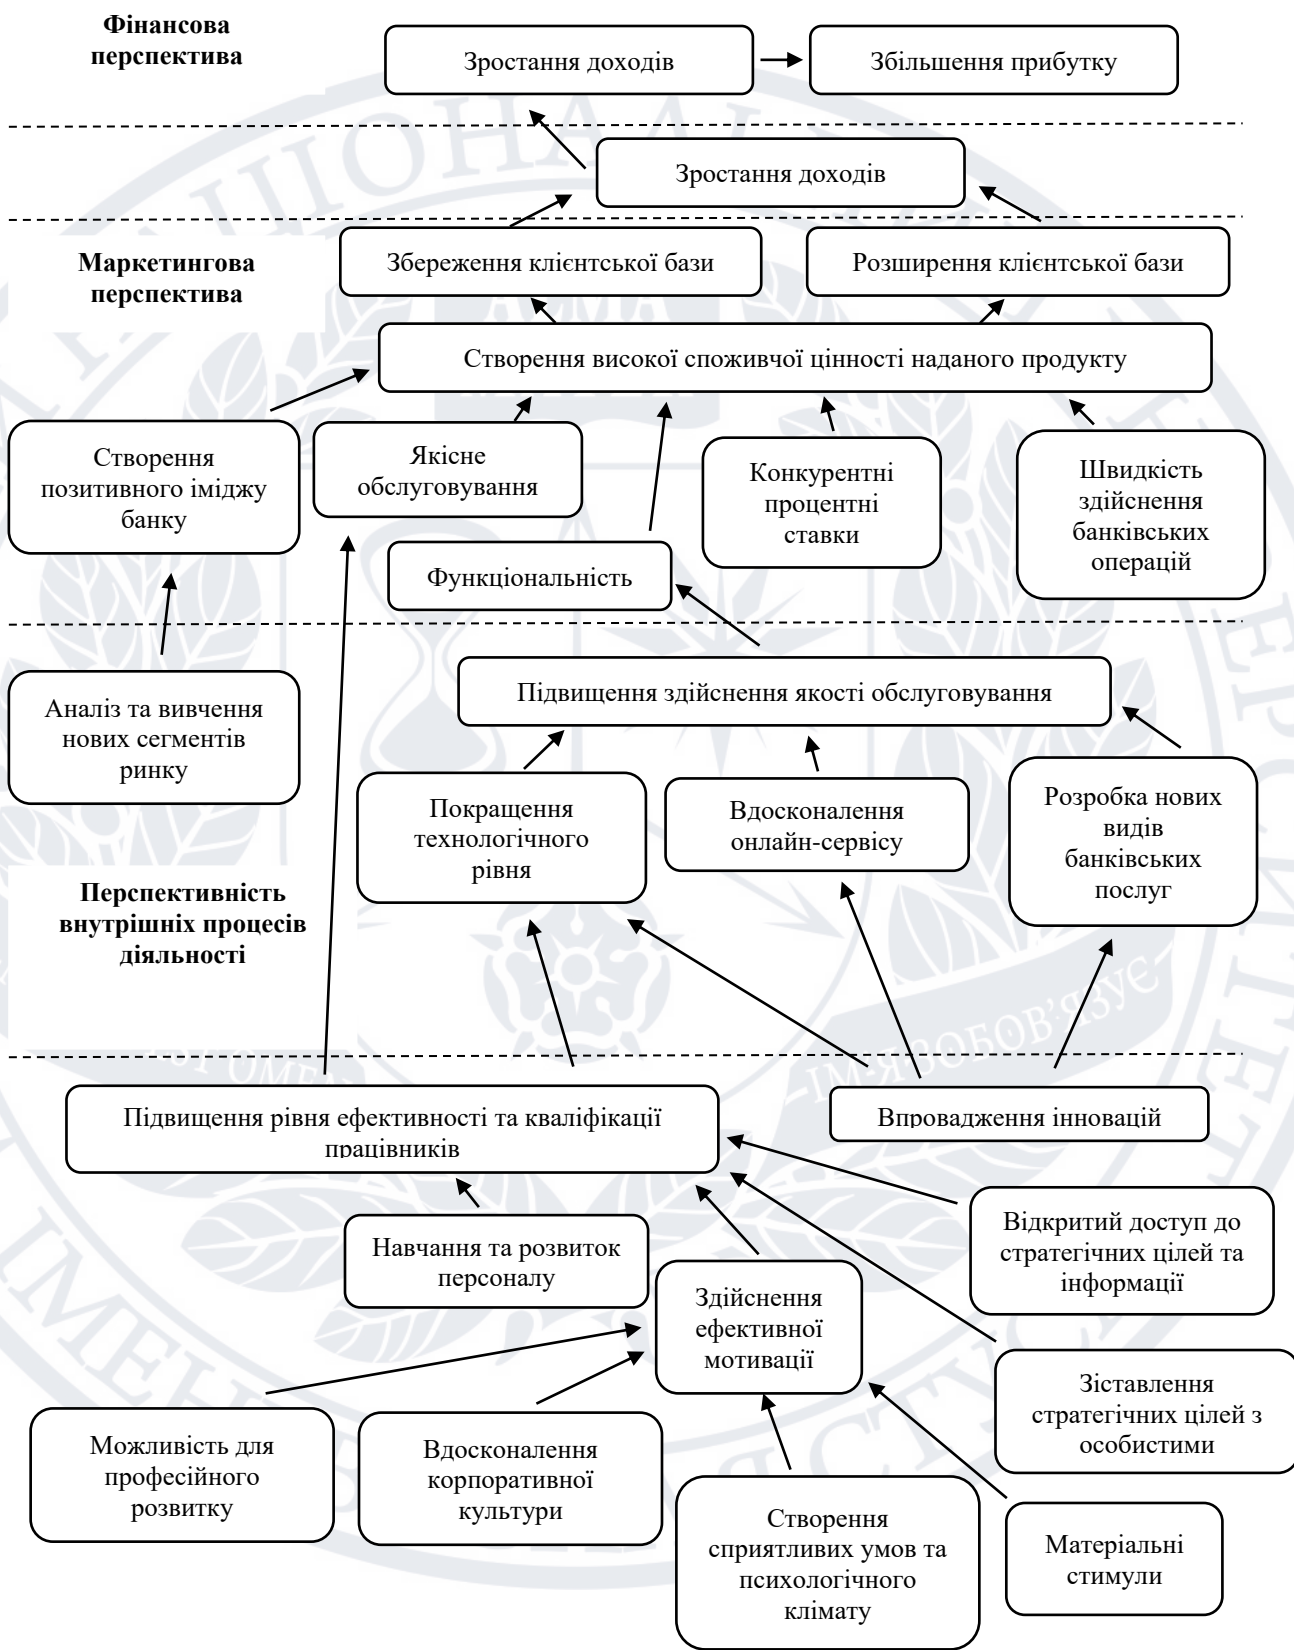 Фінансова
перспектива
Зростання доходів
Збільшення прибутку
Зростання доходів
Маркетингова
перспектива
Збереження клієнтської бази
Розширення клієнтської бази
Створення високої споживчої цінності наданого продукту
Створення
позитивного іміджу
банку
Якісне
обслуговування
Конкурентні
процентні
ставки
Швидкість
здійснення
банківських
операцій
Функціональність
Підвищення здійснення якості обслуговування
Аналіз та вивчення
нових сегментів
ринку
Покращення
технологічного
рівня
Вдосконалення
онлайн-сервісу
Розробка нових
видів
банківських
послуг
Перспективність
внутрішніх процесів
діяльності
ІМ'Я ЗОБОВ'ЯЗУЄ
Підвищення рівня ефективності та кваліфікації
працівників
Впровадження інновацій
Навчання та розвиток
персоналу
Здійснення
ефективної
мотивації
Відкритий доступ до
стратегічних цілей та
інформації
Зіставлення
стратегічних цілей з
особистими
Можливість для
професійного
розвитку
Вдосконалення
корпоративної
культури
Створення
сприятливих умов та
психологічного
клімату
Матеріальні
стимули